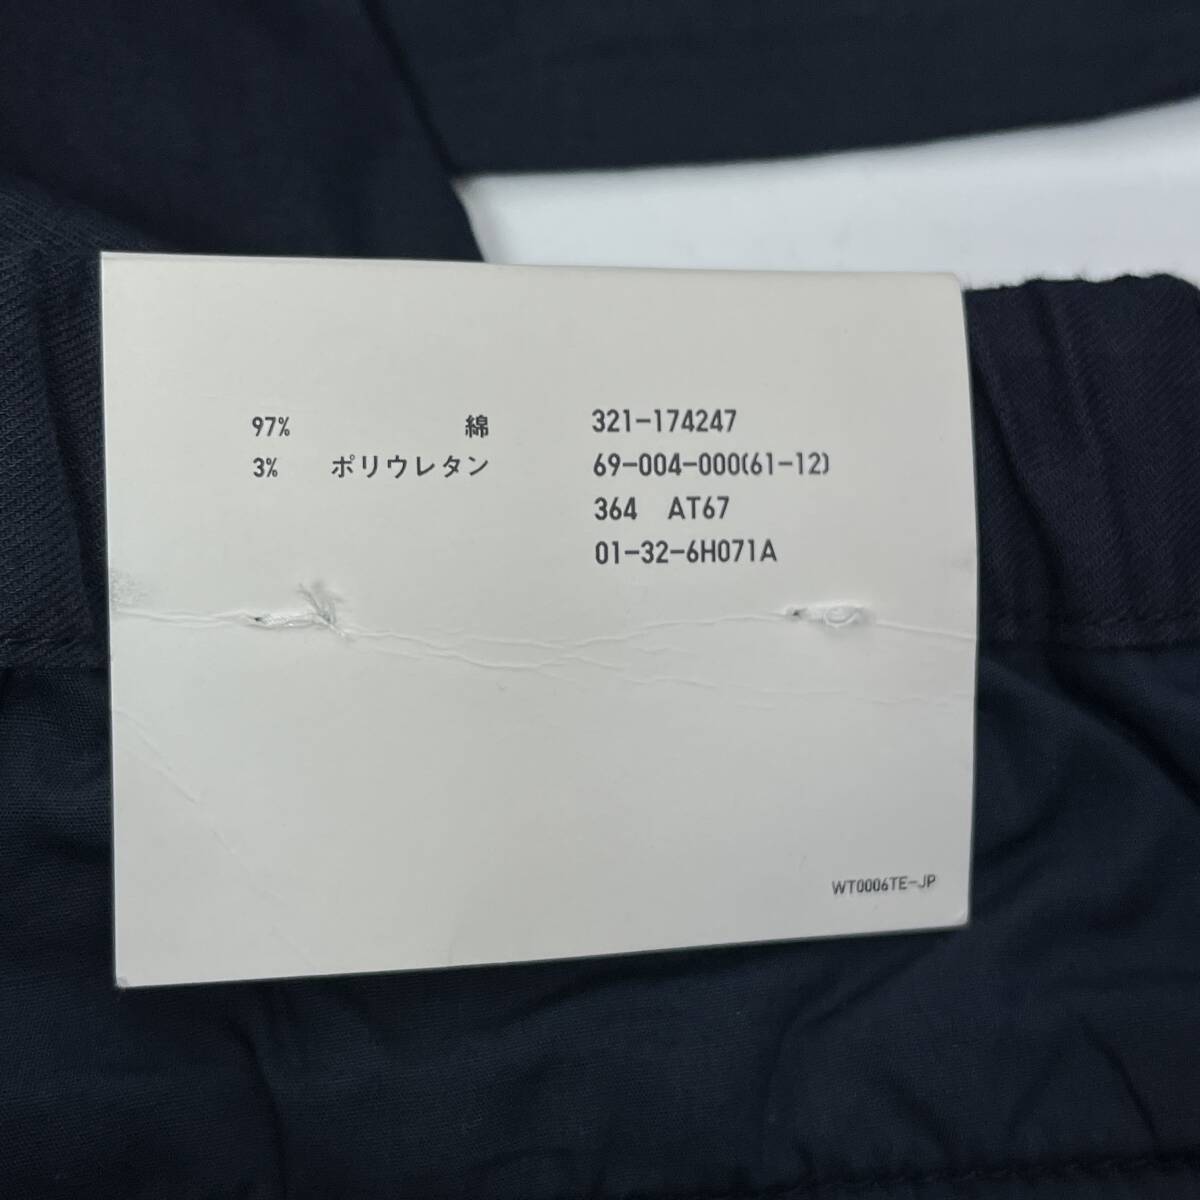 97% 綿
3% ポリウレタン
321-174247
69-004-000(61-12)
364 AT67
01-32-6H071A
WT0006TE-JP